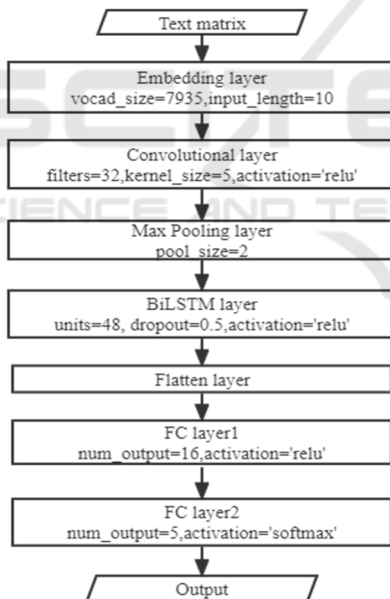 Text matrix
Embedding layer
vocad_size=7935,input_length=10
Convolutional layer
filters=32,kernel_size=5,activation='relu'
Max Pooling layer
pool_size=2
BiLSTM layer
units=48, dropout=0.5,activation='relu'
Flatten layer
FC layer1
num_output=16,activation='relu'
FC layer2
num_output=5,activation='softmax'
Output